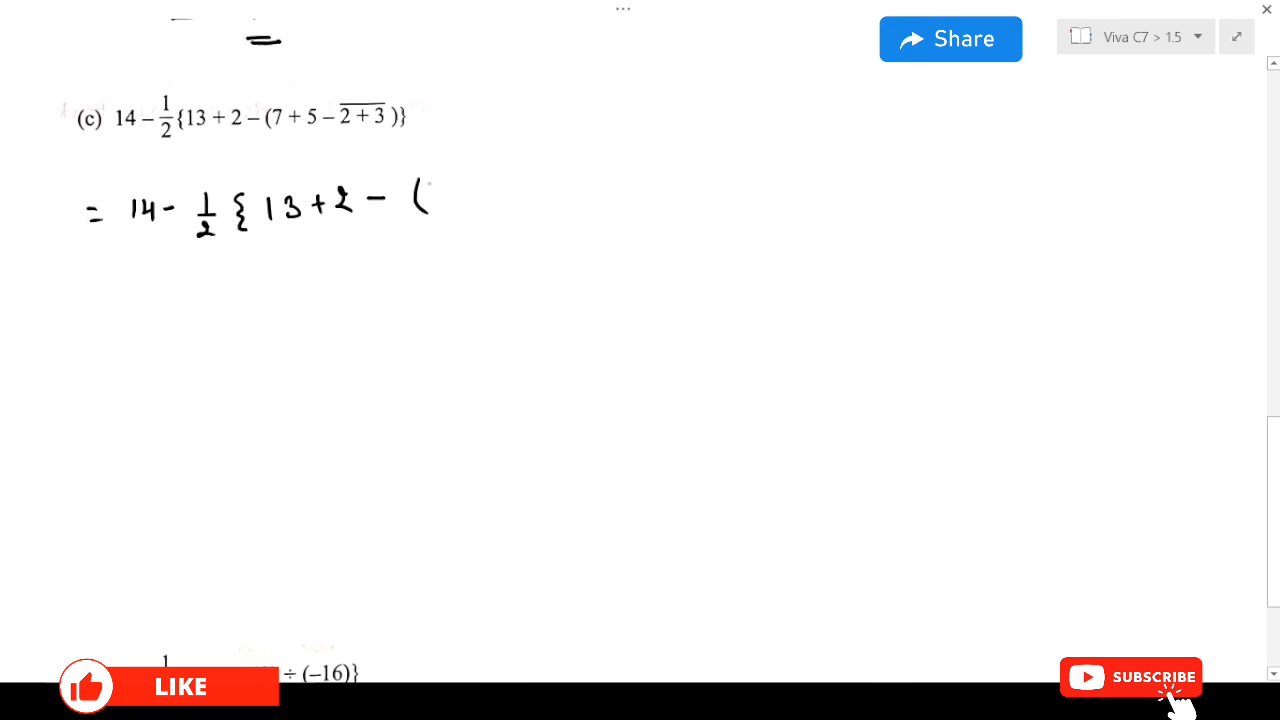 ...
Share
Viva C7 > 1.5
(c) 14 – 1/2 {13 + 2 – (7 + 5 – \overline{2 + 3} )}
= 14 - 1/2 { 13 + 2 - (
÷ (–16)}
LIKE
SUBSCRIBE